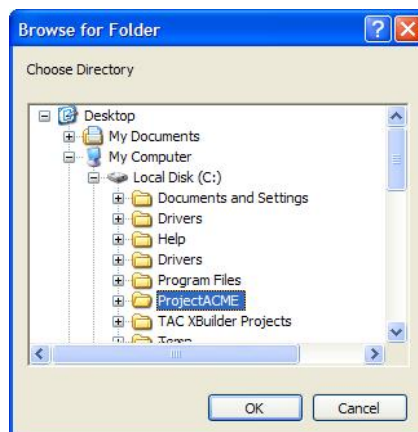 Browse for Folder
Choose Directory
Desktop
My Documents
My Computer
Local Disk (C:)
Documents and Settings
Drivers
Help
Drivers
Program Files
ProjectACME
TAC XBuilder Projects
Temp
OK Cancel